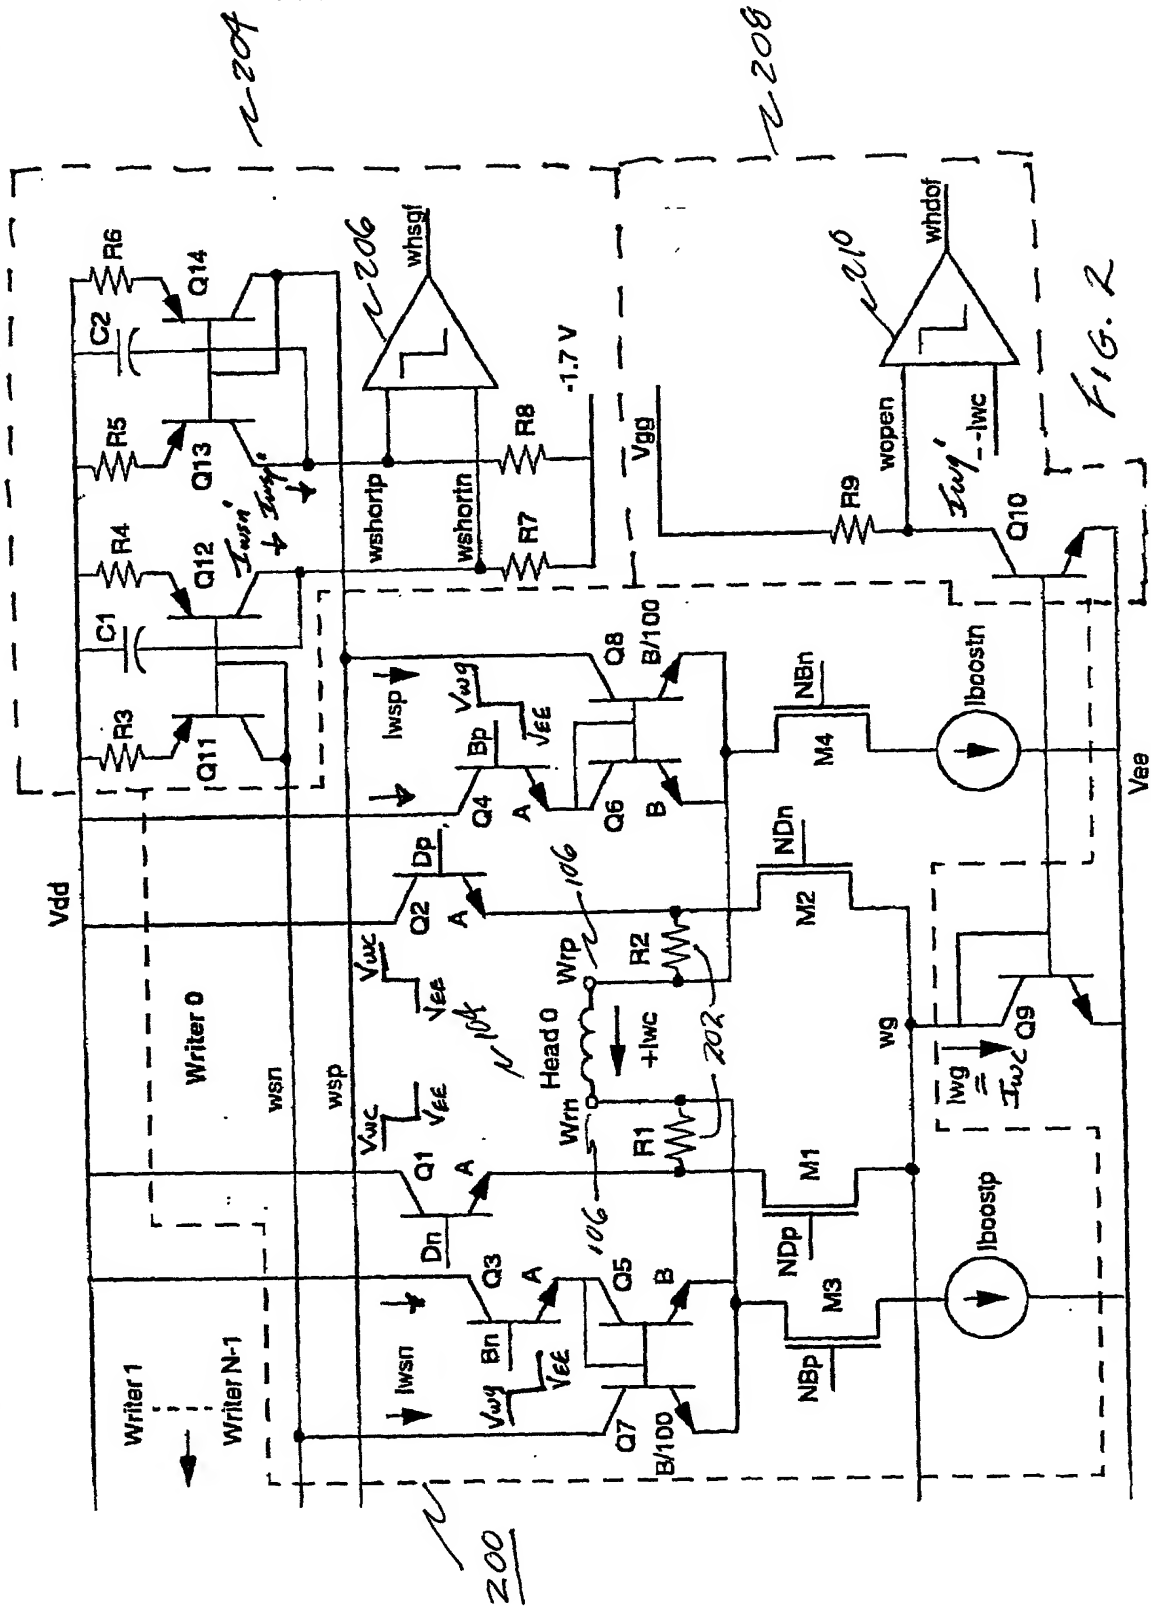 204
208
Vdd
R3
C1
R4
R5
C2
R6
Q11
Q12
Q13
Q14
Iwsn'
Iwsp'
206
whsgf
wshortp
wshortn
R7
R8
-1.7 V
Vgg
R9
wopen
Iwg'
--Iwc
210
whdof
Q10
FIG. 2
Writer 1
Writer N-1
Writer 0
wsn
wsp
Iwsn
Vwg
VEE
Bn
Q3
A
Dn
Q1
A
Vwc
VEE
Vwc
VEE
Q2
A
Dp
Q4
A
Bp
Iwsp
Vwg
VEE
Q7
B/100
Q5
B
Q6
B
Q8
B/100
104
106
Wrn
Head 0
Wrp
106
+Iwc
R1
202
R2
NBp
M3
NDp
M1
M2
NDn
M4
NBn
Iboostp
wg
Iwg
=
Iwc
Q9
Iboostn
Vee
200